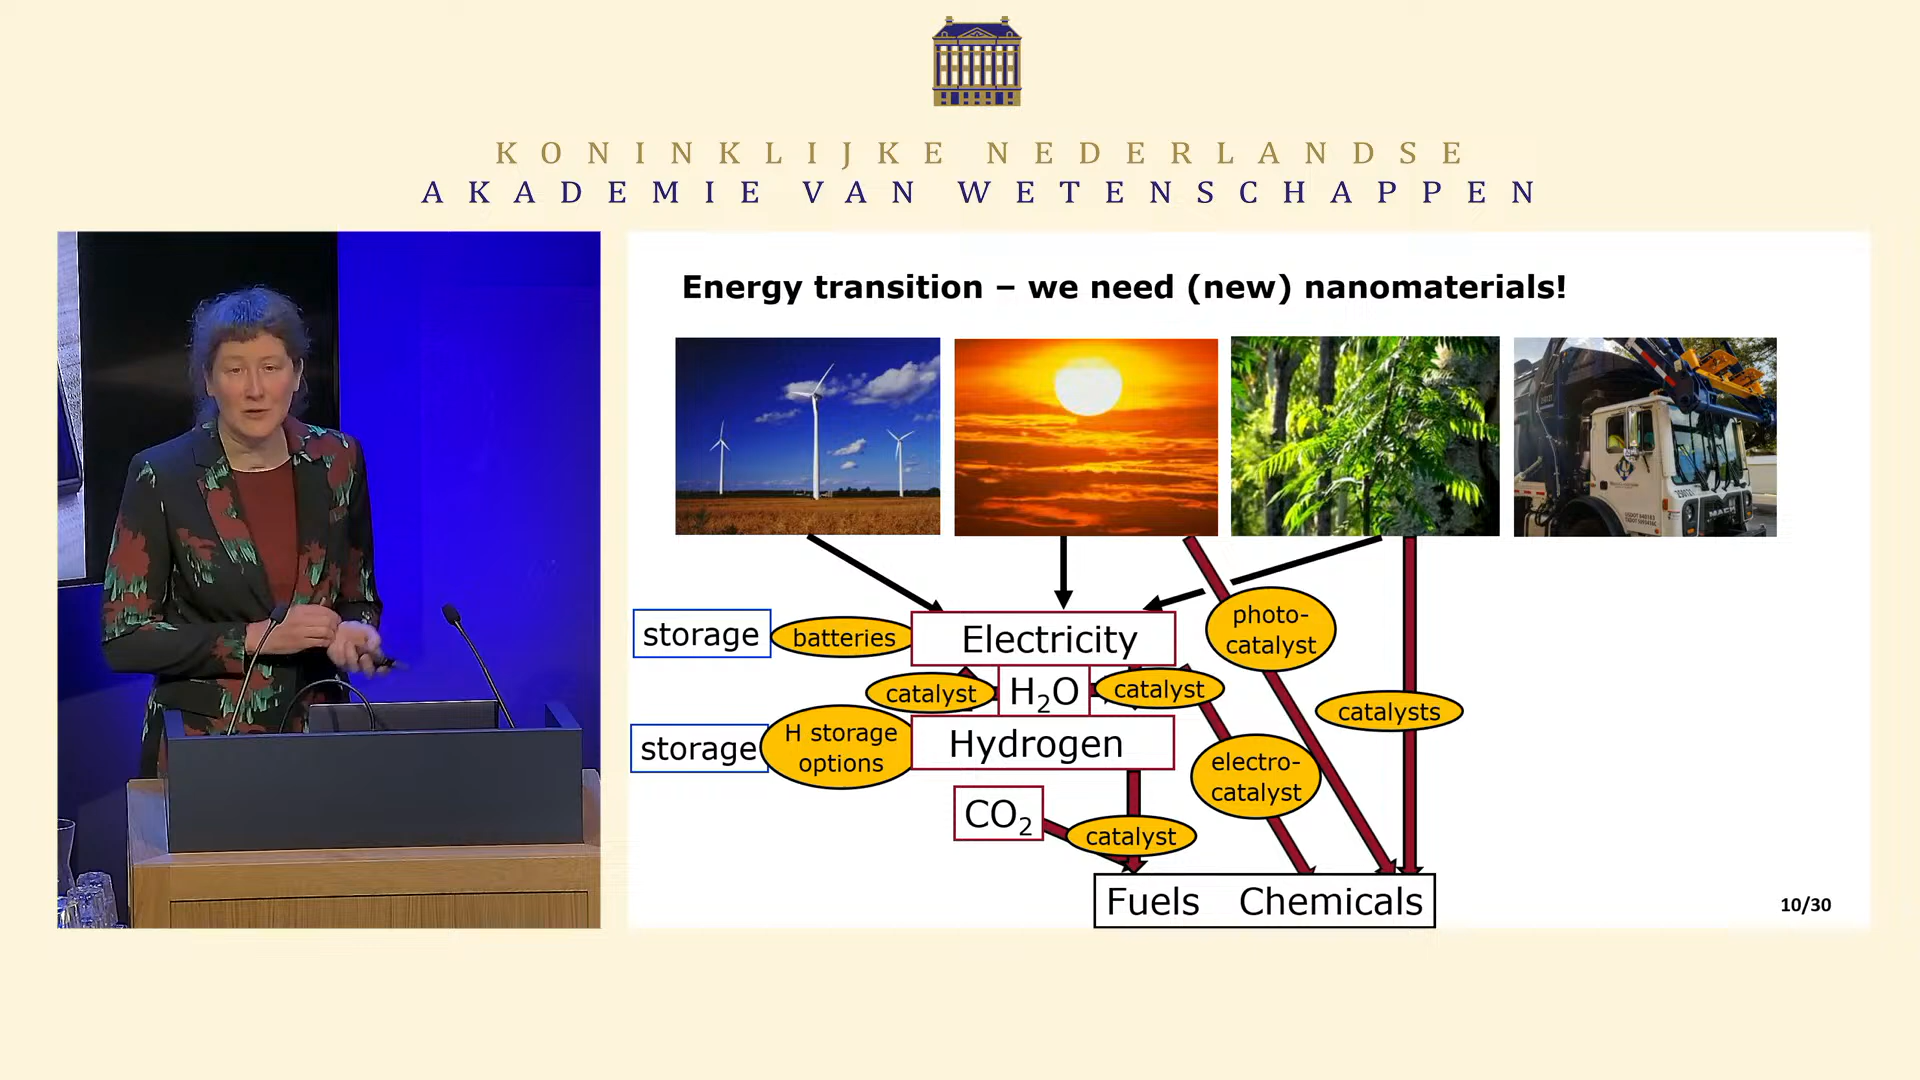 KONINKLIJKE NEDERLANDSE
AKADEMIE VAN WETENSCHAPPEN
Energy transition – we need (new) nanomaterials!
MACK
storage
batteries
Electricity
photo-
catalyst
catalyst
H₂O
catalyst
catalysts
storage
H storage
options
Hydrogen
electro-
catalyst
CO₂
catalyst
Fuels Chemicals
10/30